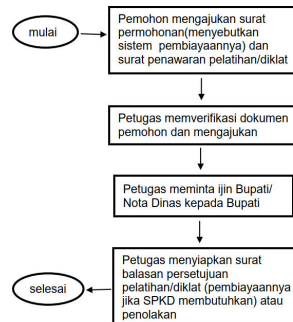 mulai
Pemohon mengajukan surat
permohonan(menyebutkan
sistem pembiayaannya) dan
surat penawaran pelatihan/diklat
Petugas memverifikasi dokumen
pemohon dan mengajukan
Petugas meminta ijin Bupati/
Nota Dinas kepada Bupati
Petugas menyiapkan surat
balasan persetujuan
pelatihan/diklat (pembiayaannya
jika SPKD membutuhkan) atau
penolakan
selesai